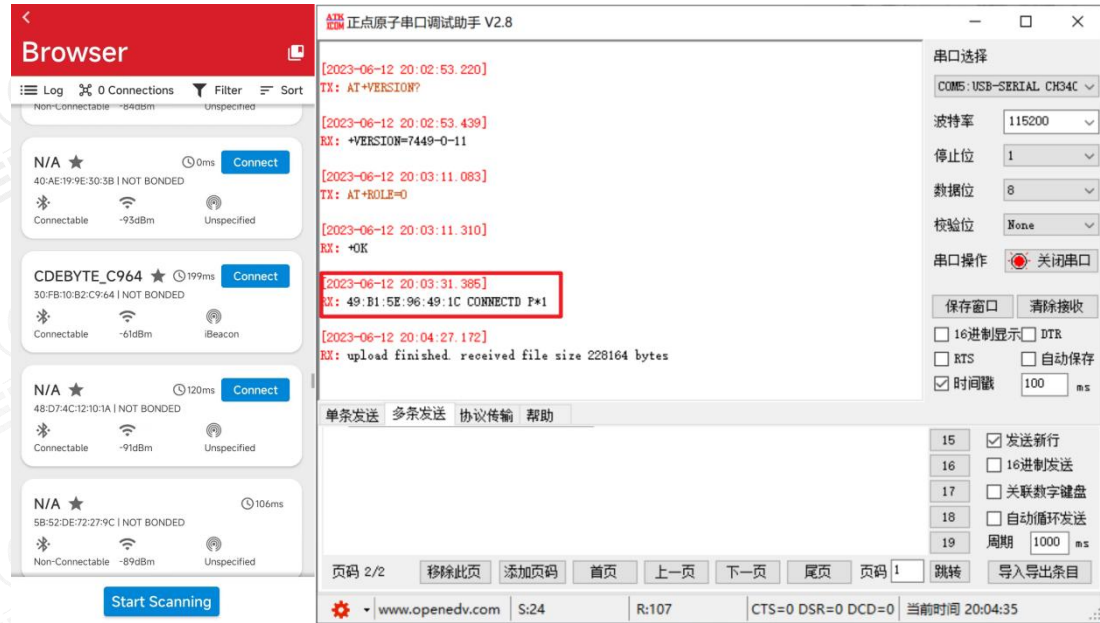 Browser
Log 0 Connections Filter Sort
Non-Connectable -84dBm Unspecified
N/A 0ms Connect
40:AE:19:9E:30:3B | NOT BONDED
Connectable -93dBm Unspecified
CDEBYTE_C964 199ms Connect
30:FB:10:B2:C9:64 | NOT BONDED
Connectable -61dBm iBeacon
N/A 120ms Connect
48:D7:4C:12:10:1A | NOT BONDED
Connectable -91dBm Unspecified
N/A 106ms
5B:52:DE:72:27:9C | NOT BONDED
Non-Connectable -89dBm Unspecified
Start Scanning
ATK XCOM 正点原子串口调试助手 V2.8
[2023-06-12 20:02:53.220]
TX: AT+VERSION?
[2023-06-12 20:02:53.439]
RX: +VERSION=7449-0-11
[2023-06-12 20:03:11.083]
TX: AT+ROLE=0
[2023-06-12 20:03:11.310]
RX: +OK
[2023-06-12 20:03:31.385]
RX: 49:B1:5E:96:49:1C CONNECTD P*1
[2023-06-12 20:04:27.172]
RX: upload finished. received file size 228164 bytes
串口选择
COM5:USB-SERIAL CH34C
波特率 115200
停止位 1
数据位 8
校验位 None
串口操作 关闭串口
保存窗口 清除接收
16进制显示 DTR
RTS 自动保存
时间戳 100 ms
单条发送 多条发送 协议传输 帮助
15 发送新行
16 16进制发送
17 关联数字键盘
18 自动循环发送
19 周期 1000 ms
页码 2/2 移除此页 添加页码 首页 上一页 下一页 尾页 页码 1 跳转 导入导出条目
www.openedv.com S:24 R:107 CTS=0 DSR=0 DCD=0 当前时间 20:04:35